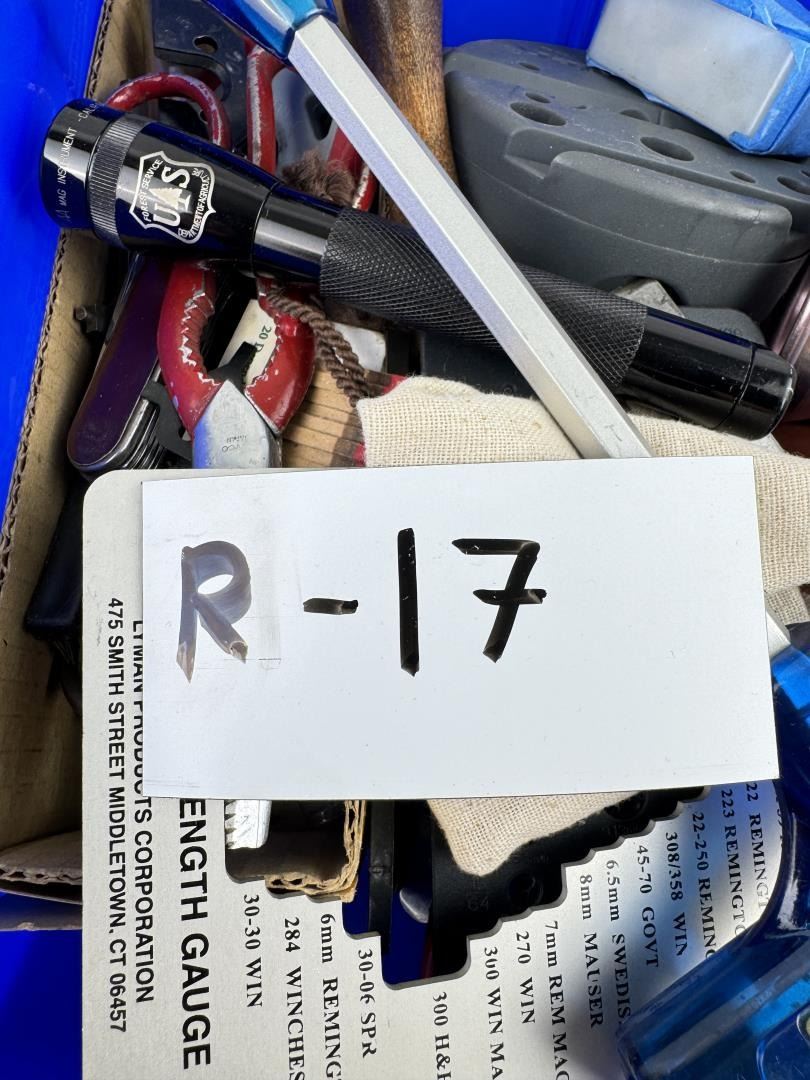 MAG INSTRUMENT
FOREST SERVICE
U S
R-17
LYMAN PRODUCTS CORPORATION
475 SMITH STREET MIDDLETOWN, CT 06457
ENGTH GAUGE
30-30 WIN
284 WINCHES
6mm REMING
30-06 SPR
300 H&H
300 WIN MA
270 WIN
7mm REM MAG
8mm MAUSER
6.5mm SWEDIS
45-70 GOVT
308/358 WIN
22-250 REMING
223 REMINGTO
22 REMINGT
20